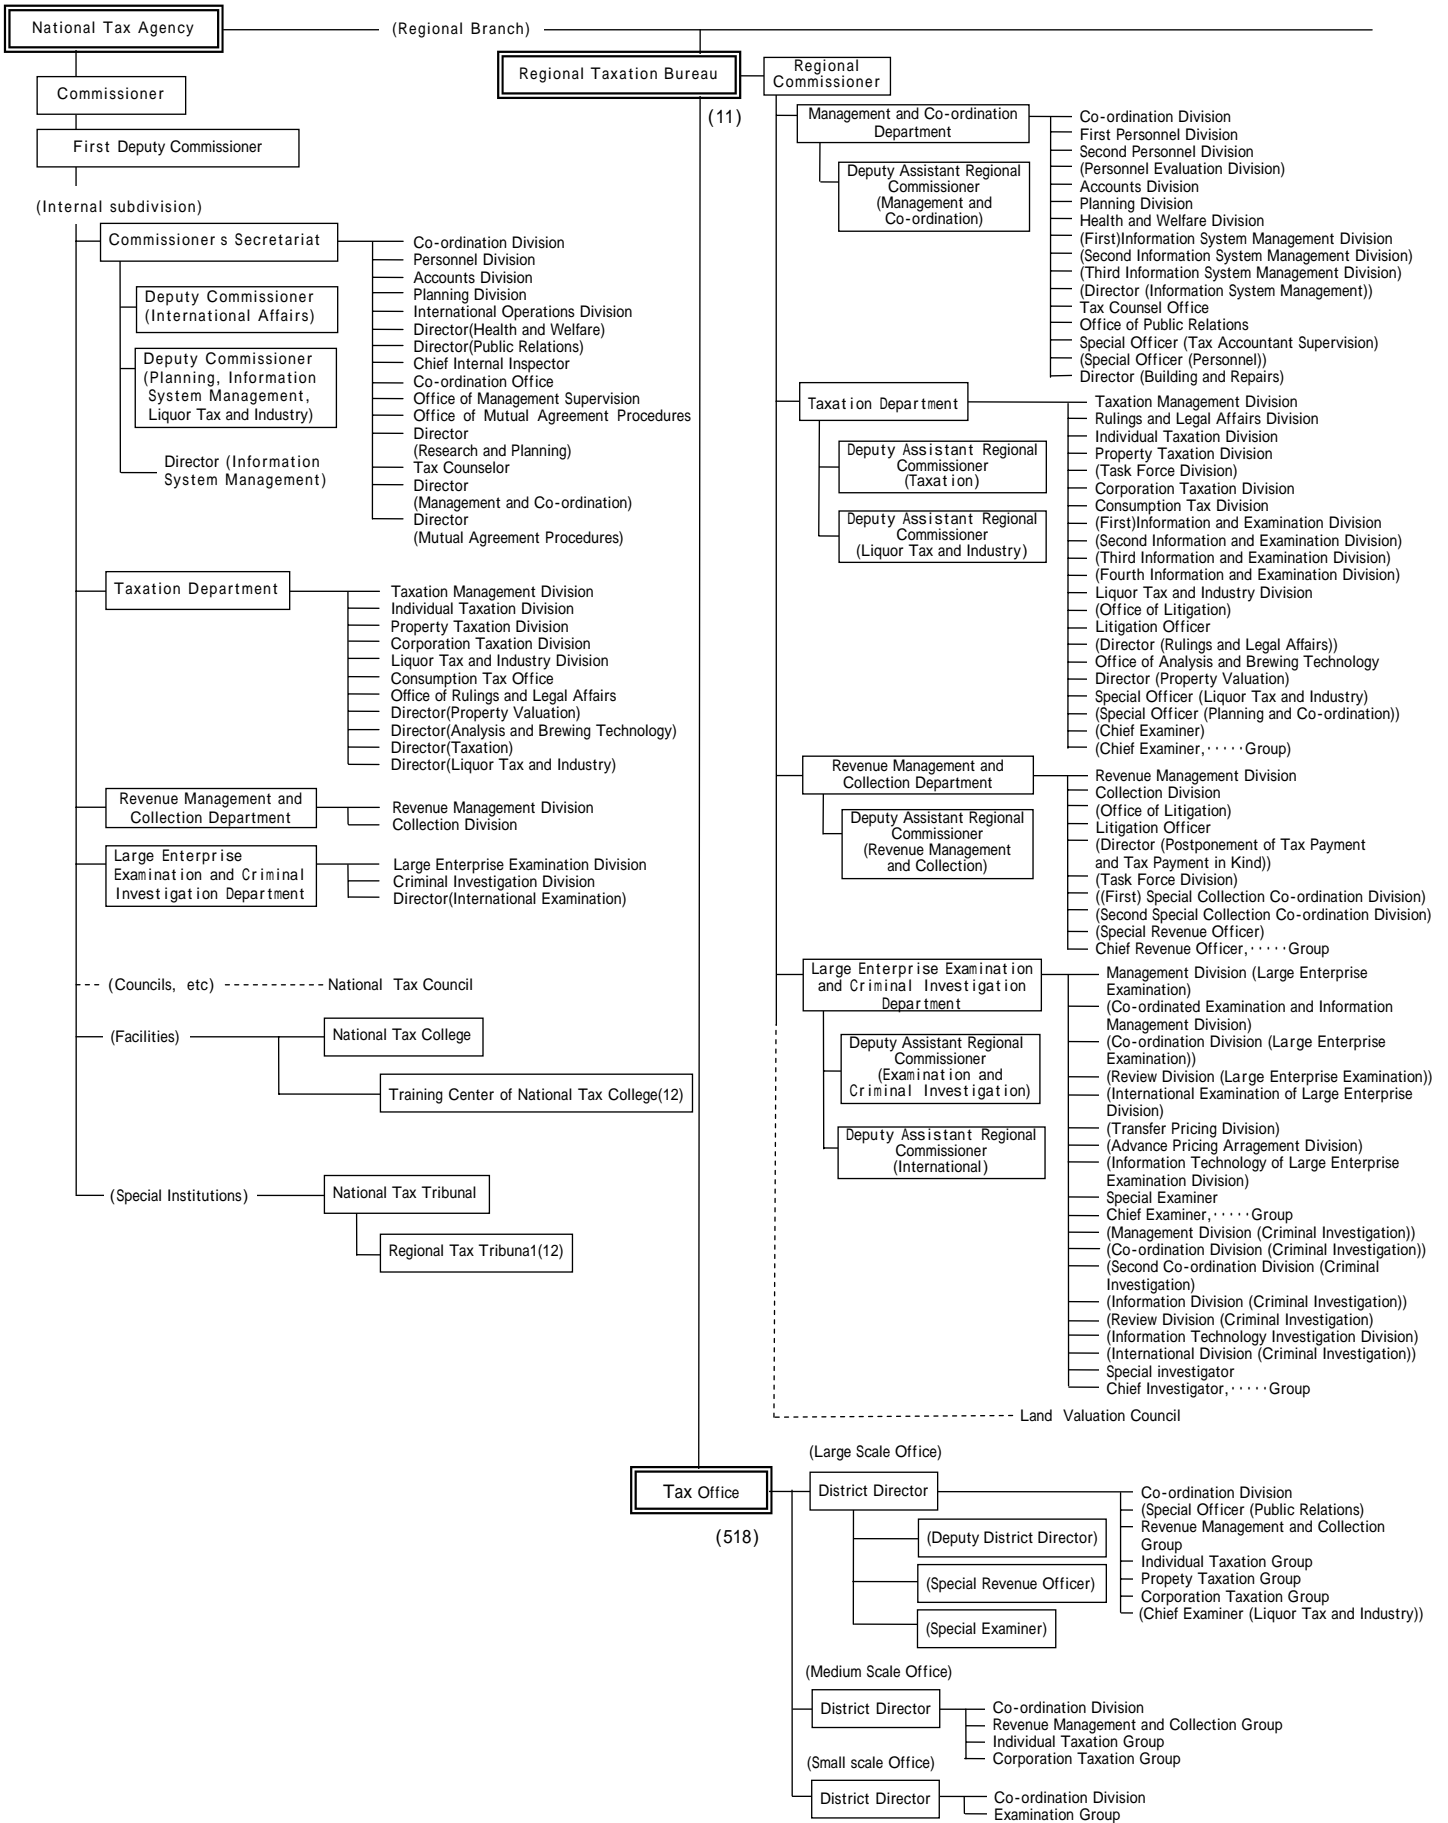 National Tax Agency
(Regional Branch)
Commissioner
First Deputy Commissioner
(Internal subdivision)
Commissioner s Secretariat
Deputy Commissioner
(International Affairs)
Deputy Commissioner
(Planning, Information
System Management,
Liquor Tax and Industry)
Director (Information
System Management)
Co-ordination Division
Personnel Division
Accounts Division
Planning Division
International Operations Division
Director(Health and Welfare)
Director(Public Relations)
Chief Internal Inspector
Co-ordination Office
Office of Management Supervision
Office of Mutual Agreement Procedures
Director
(Research and Planning)
Tax Counselor
Director
(Management and Co-ordination)
Director
(Mutual Agreement Procedures)
Taxation Department
Taxation Management Division
Individual Taxation Division
Property Taxation Division
Corporation Taxation Division
Liquor Tax and Industry Division
Consumption Tax Office
Office of Rulings and Legal Affairs
Director(Property Valuation)
Director(Analysis and Brewing Technology)
Director(Taxation)
Director(Liquor Tax and Industry)
Revenue Management and
Collection Department
Revenue Management Division
Collection Division
Large Enterprise
Examination and Criminal
Investigation Department
Large Enterprise Examination Division
Criminal Investigation Division
Director(International Examination)
(Councils, etc)
National Tax Council
(Facilities)
National Tax College
Training Center of National Tax College(12)
(Special Institutions)
National Tax Tribunal
Regional Tax Tribuna1(12)
Regional Taxation Bureau
(11)
Regional
Commissioner
Management and Co-ordination
Department
Deputy Assistant Regional
Commissioner
(Management and
Co-ordination)
Co-ordination Division
First Personnel Division
Second Personnel Division
(Personnel Evaluation Division)
Accounts Division
Planning Division
Health and Welfare Division
(First)Information System Management Division
(Second Information System Management Division)
(Third Information System Management Division)
(Director (Information System Management))
Tax Counsel Office
Office of Public Relations
Special Officer (Tax Accountant Supervision)
(Special Officer (Personnel))
Director (Building and Repairs)
Taxation Department
Deputy Assistant Regional
Commissioner
(Taxation)
Deputy Assistant Regional
Commissioner
(Liquor Tax and Industry)
Taxation Management Division
Rulings and Legal Affairs Division
Individual Taxation Division
Property Taxation Division
(Task Force Division)
Corporation Taxation Division
Consumption Tax Division
(First)Information and Examination Division
(Second Information and Examination Division)
(Third Information and Examination Division)
(Fourth Information and Examination Division)
Liquor Tax and Industry Division
(Office of Litigation)
Litigation Officer
(Director (Rulings and Legal Affairs))
Office of Analysis and Brewing Technology
Director (Property Valuation)
Special Officer (Liquor Tax and Industry)
(Special Officer (Planning and Co-ordination))
(Chief Examiner)
(Chief Examiner,･････Group)
Revenue Management and
Collection Department
Deputy Assistant Regional
Commissioner
(Revenue Management
and Collection)
Revenue Management Division
Collection Division
(Office of Litigation)
Litigation Officer
(Director (Postponement of Tax Payment
and Tax Payment in Kind))
(Task Force Division)
((First) Special Collection Co-ordination Division)
(Second Special Collection Co-ordination Division)
(Special Revenue Officer)
Chief Revenue Officer,･････Group
Large Enterprise Examination
and Criminal Investigation
Department
Deputy Assistant Regional
Commissioner
(Examination and
Criminal Investigation)
Deputy Assistant Regional
Commissioner
(International)
Management Division (Large Enterprise
Examination)
(Co-ordinated Examination and Information
Management Division)
(Co-ordination Division (Large Enterprise
Examination))
(Review Division (Large Enterprise Examination))
(International Examination of Large Enterprise
Division)
(Transfer Pricing Division)
(Advance Pricing Arragement Division)
(Information Technology of Large Enterprise
Examination Division)
Special Examiner
Chief Examiner,･････Group
(Management Division (Criminal Investigation))
(Co-ordination Division (Criminal Investigation))
(Second Co-ordination Division (Criminal
Investigation)
(Information Division (Criminal Investigation))
(Review Division (Criminal Investigation)
(Information Technology Investigation Division)
(International Division (Criminal Investigation))
Special investigator
Chief Investigator,･････Group
Land Valuation Council
Tax Office
(518)
(Large Scale Office)
District Director
(Deputy District Director)
(Special Revenue Officer)
(Special Examiner)
Co-ordination Division
(Special Officer (Public Relations)
Revenue Management and Collection
Group
Individual Taxation Group
Propety Taxation Group
Corporation Taxation Group
(Chief Examiner (Liquor Tax and Industry))
(Medium Scale Office)
District Director
Co-ordination Division
Revenue Management and Collection Group
Individual Taxation Group
Corporation Taxation Group
(Small scale Office)
District Director
Co-ordination Division
Examination Group